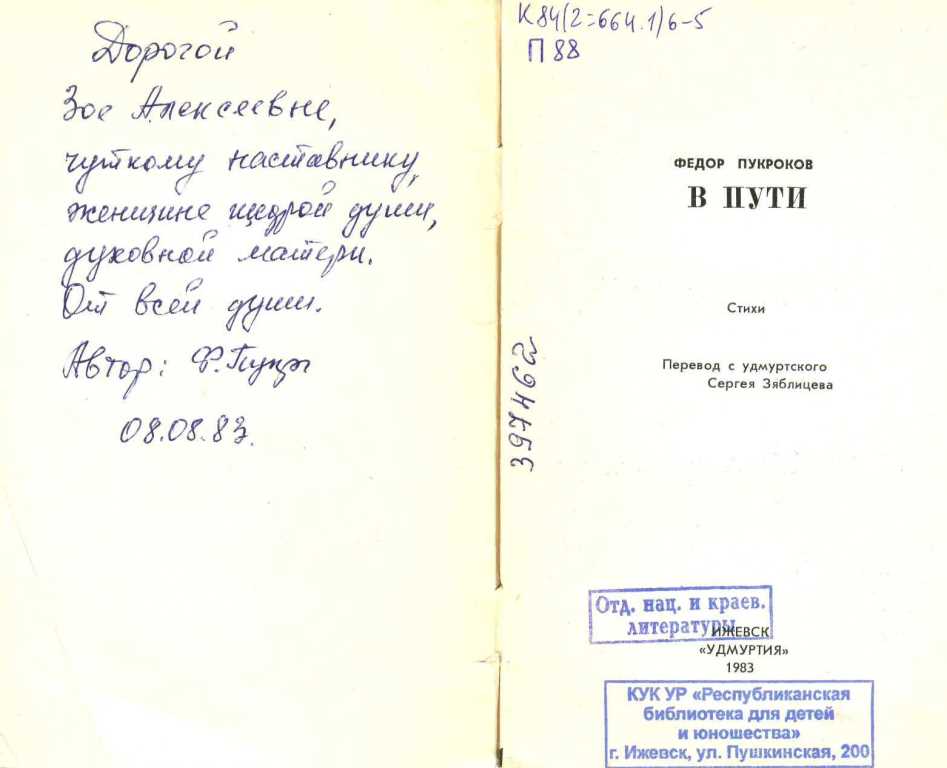 Дорогой
Зое Алексеевне,
чуткому наставнику,
женщине щедрой души,
духовной матери.
От всей души.
Автор: Ф. Пукр
08.08.83.
К84(2=664.1)6-5
П 88
ФЕДОР ПУКРОКОВ
В ПУТИ
Стихи
Перевод с удмуртского
Сергея Зяблицева
397462
Отд. нац. и краев.
литературы
ИЖЕВСК
«УДМУРТИЯ»
1983
КУК УР «Республиканская
библиотека для детей
и юношества»
г. Ижевск, ул. Пушкинская, 200